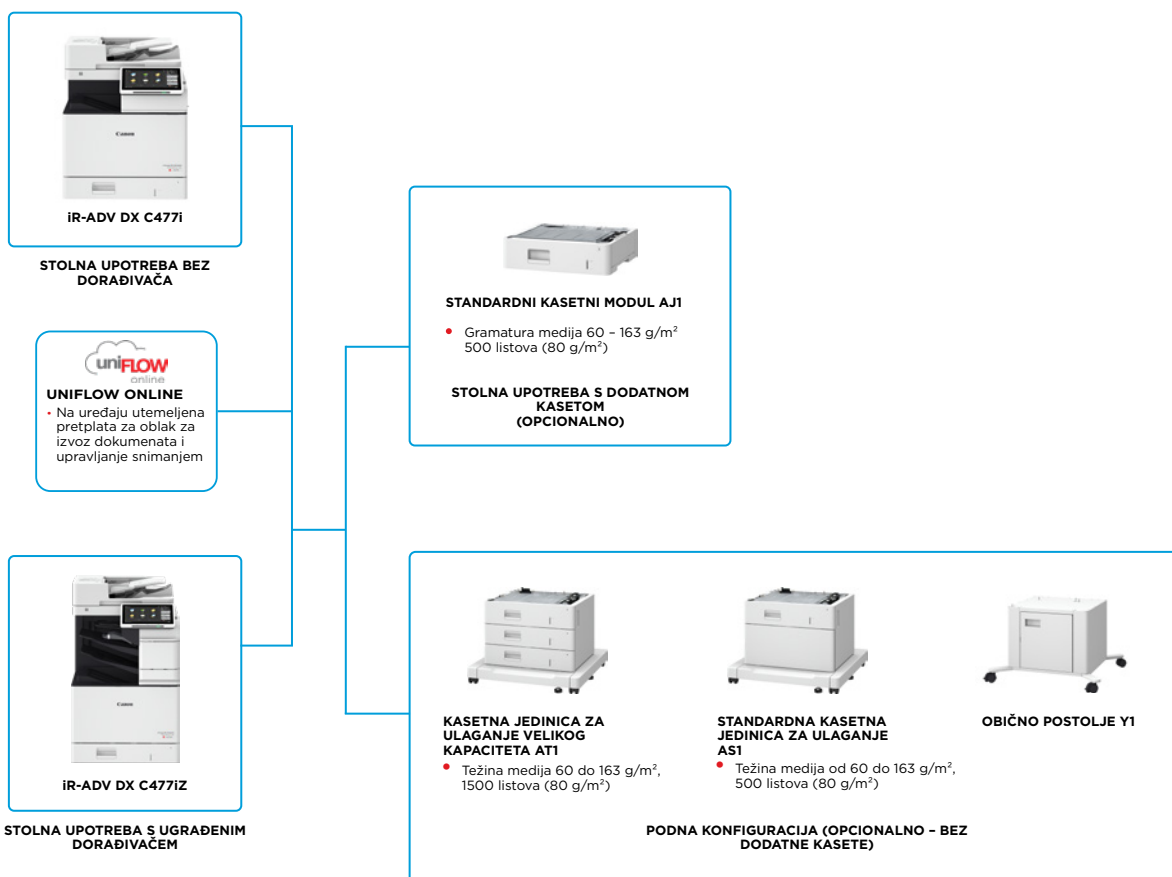 Canon
iR-ADV DX C477i
STOLNA UPOTREBA BEZ
DORAĐIVAČA
uniFLOW
online
UNIFLOW ONLINE
• Na uređaju utemeljena
pretplata za oblak za
izvoz dokumenata i
upravljanje snimanjem
Canon
iR-ADV DX C477iZ
STOLNA UPOTREBA S UGRAĐENIM
DORAĐIVAČEM
STANDARDNI KASETNI MODUL AJ1
• Gramatura medija 60 – 163 g/m²
500 listova (80 g/m²)
STOLNA UPOTREBA S DODATNOM
KASETOM
(OPCIONALNO)
KASETNA JEDINICA ZA
ULAGANJE VELIKOG
KAPACITETA AT1
• Težina medija 60 do 163 g/m²,
1500 listova (80 g/m²)
STANDARDNA KASETNA
JEDINICA ZA ULAGANJE
AS1
• Težina medija od 60 do 163 g/m²,
500 listova (80 g/m²)
OBIČNO POSTOLJE Y1
PODNA KONFIGURACIJA (OPCIONALNO – BEZ
DODATNE KASETE)